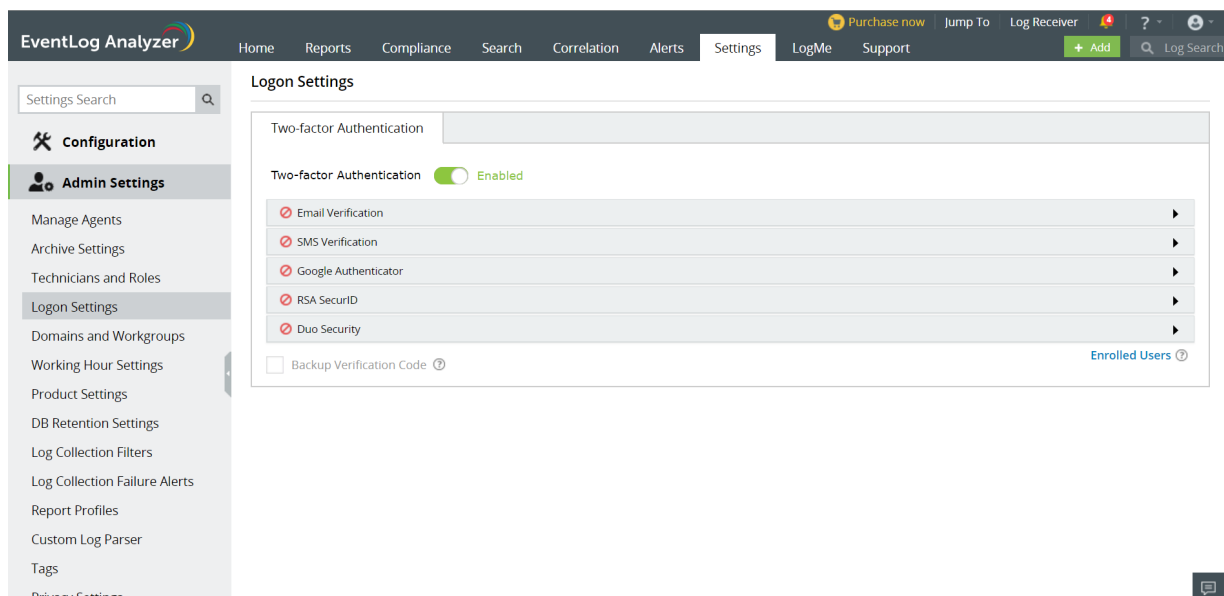 Purchase now Jump To Log Receiver 4 ?
EventLog Analyzer
Home Reports Compliance Search Correlation Alerts Settings LogMe Support + Add Log Search
Logon Settings
Settings Search
Two-factor Authentication
Configuration
Two-factor Authentication Enabled
Admin Settings
Email Verification
Manage Agents
SMS Verification
Archive Settings
Google Authenticator
Technicians and Roles
RSA SecurID
Logon Settings
Duo Security
Domains and Workgroups
Enrolled Users ?
Backup Verification Code ?
Working Hour Settings
Product Settings
DB Retention Settings
Log Collection Filters
Log Collection Failure Alerts
Report Profiles
Custom Log Parser
Tags
Privacy Settings